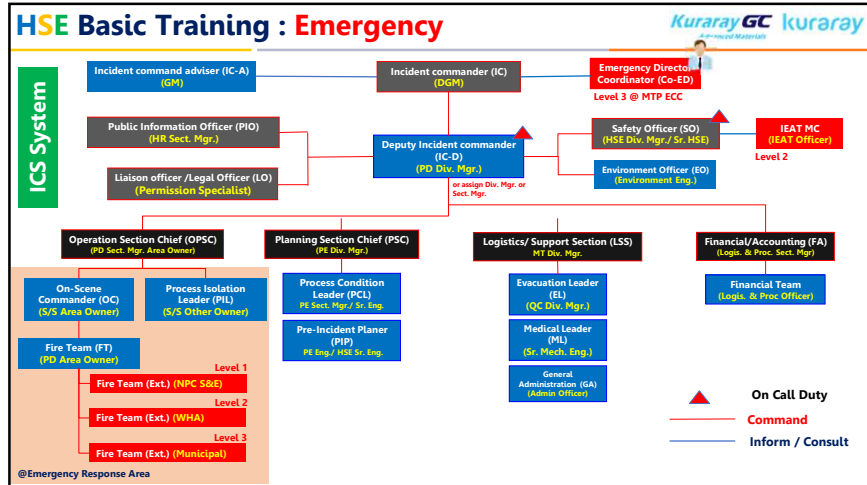 HSE Basic Training : Emergency
KurarayGC kuraray
Advanced Materials
ICS System
Incident command adviser (IC-A)
(GM)
Incident commander (IC)
(DGM)
Emergency Director
Coordinator (Co-ED)
Level 3 @ MTP ECC
Public Information Officer (PIO)
(HR Sect. Mgr.)
Deputy Incident commander
(IC-D)
(PD Div. Mgr.)
Safety Officer (SO)
(HSE Div. Mgr./ Sr. HSE)
IEAT MC
(IEAT Officer)
Level 2
Liaison officer /Legal Officer (LO)
(Permission Specialist)
Environment Officer (EO)
(Environment Eng.)
or assign Div. Mgr. or
Sect. Mgr.
Operation Section Chief (OPSC)
(PD Sect. Mgr. Area Owner)
Planning Section Chief (PSC)
(PE Div. Mgr.)
Logistics/ Support Section (LSS)
MT Div. Mgr.
Financial/Accounting (FA)
(Logis. & Proc. Sect. Mgr)
On-Scene
Commander (OC)
(S/S Area Owner)
Process Isolation
Leader (PIL)
(S/S Other Owner)
Process Condition
Leader (PCL)
PE Sect. Mgr./ Sr. Eng.
Evacuation Leader
(EL)
(QC Div. Mgr.)
Financial Team
(Logis. & Proc Officer)
Fire Team (FT)
(PD Area Owner)
Pre-Incident Planer
(PIP)
PE Eng./ HSE Sr. Eng.
Medical Leader
(ML)
(Sr. Mech. Eng.)
General
Administration (GA)
(Admin Officer)
Level 1
Fire Team (Ext.) (NPC S&E)
Level 2
Fire Team (Ext.) (WHA)
Level 3
Fire Team (Ext.) (Municipal)
@Emergency Response Area
On Call Duty
Command
Inform / Consult